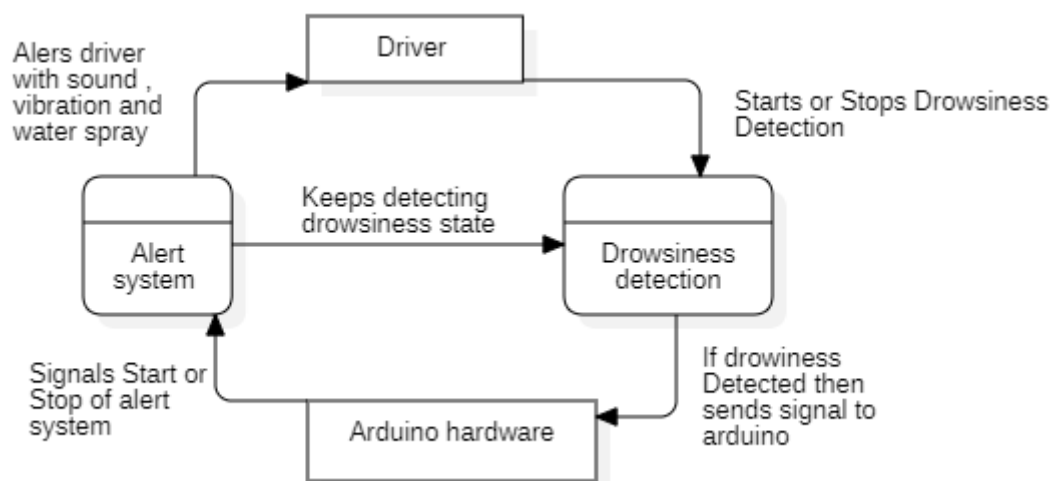 Driver
Alers driver
with sound ,
vibration and
water spray
Starts or Stops Drowsiness
Detection
Keeps detecting
drowsiness state
Alert
system
Drowsiness
detection
Signals Start or
Stop of alert
system
If drowiness
Detected then
sends signal to
arduino
Arduino hardware